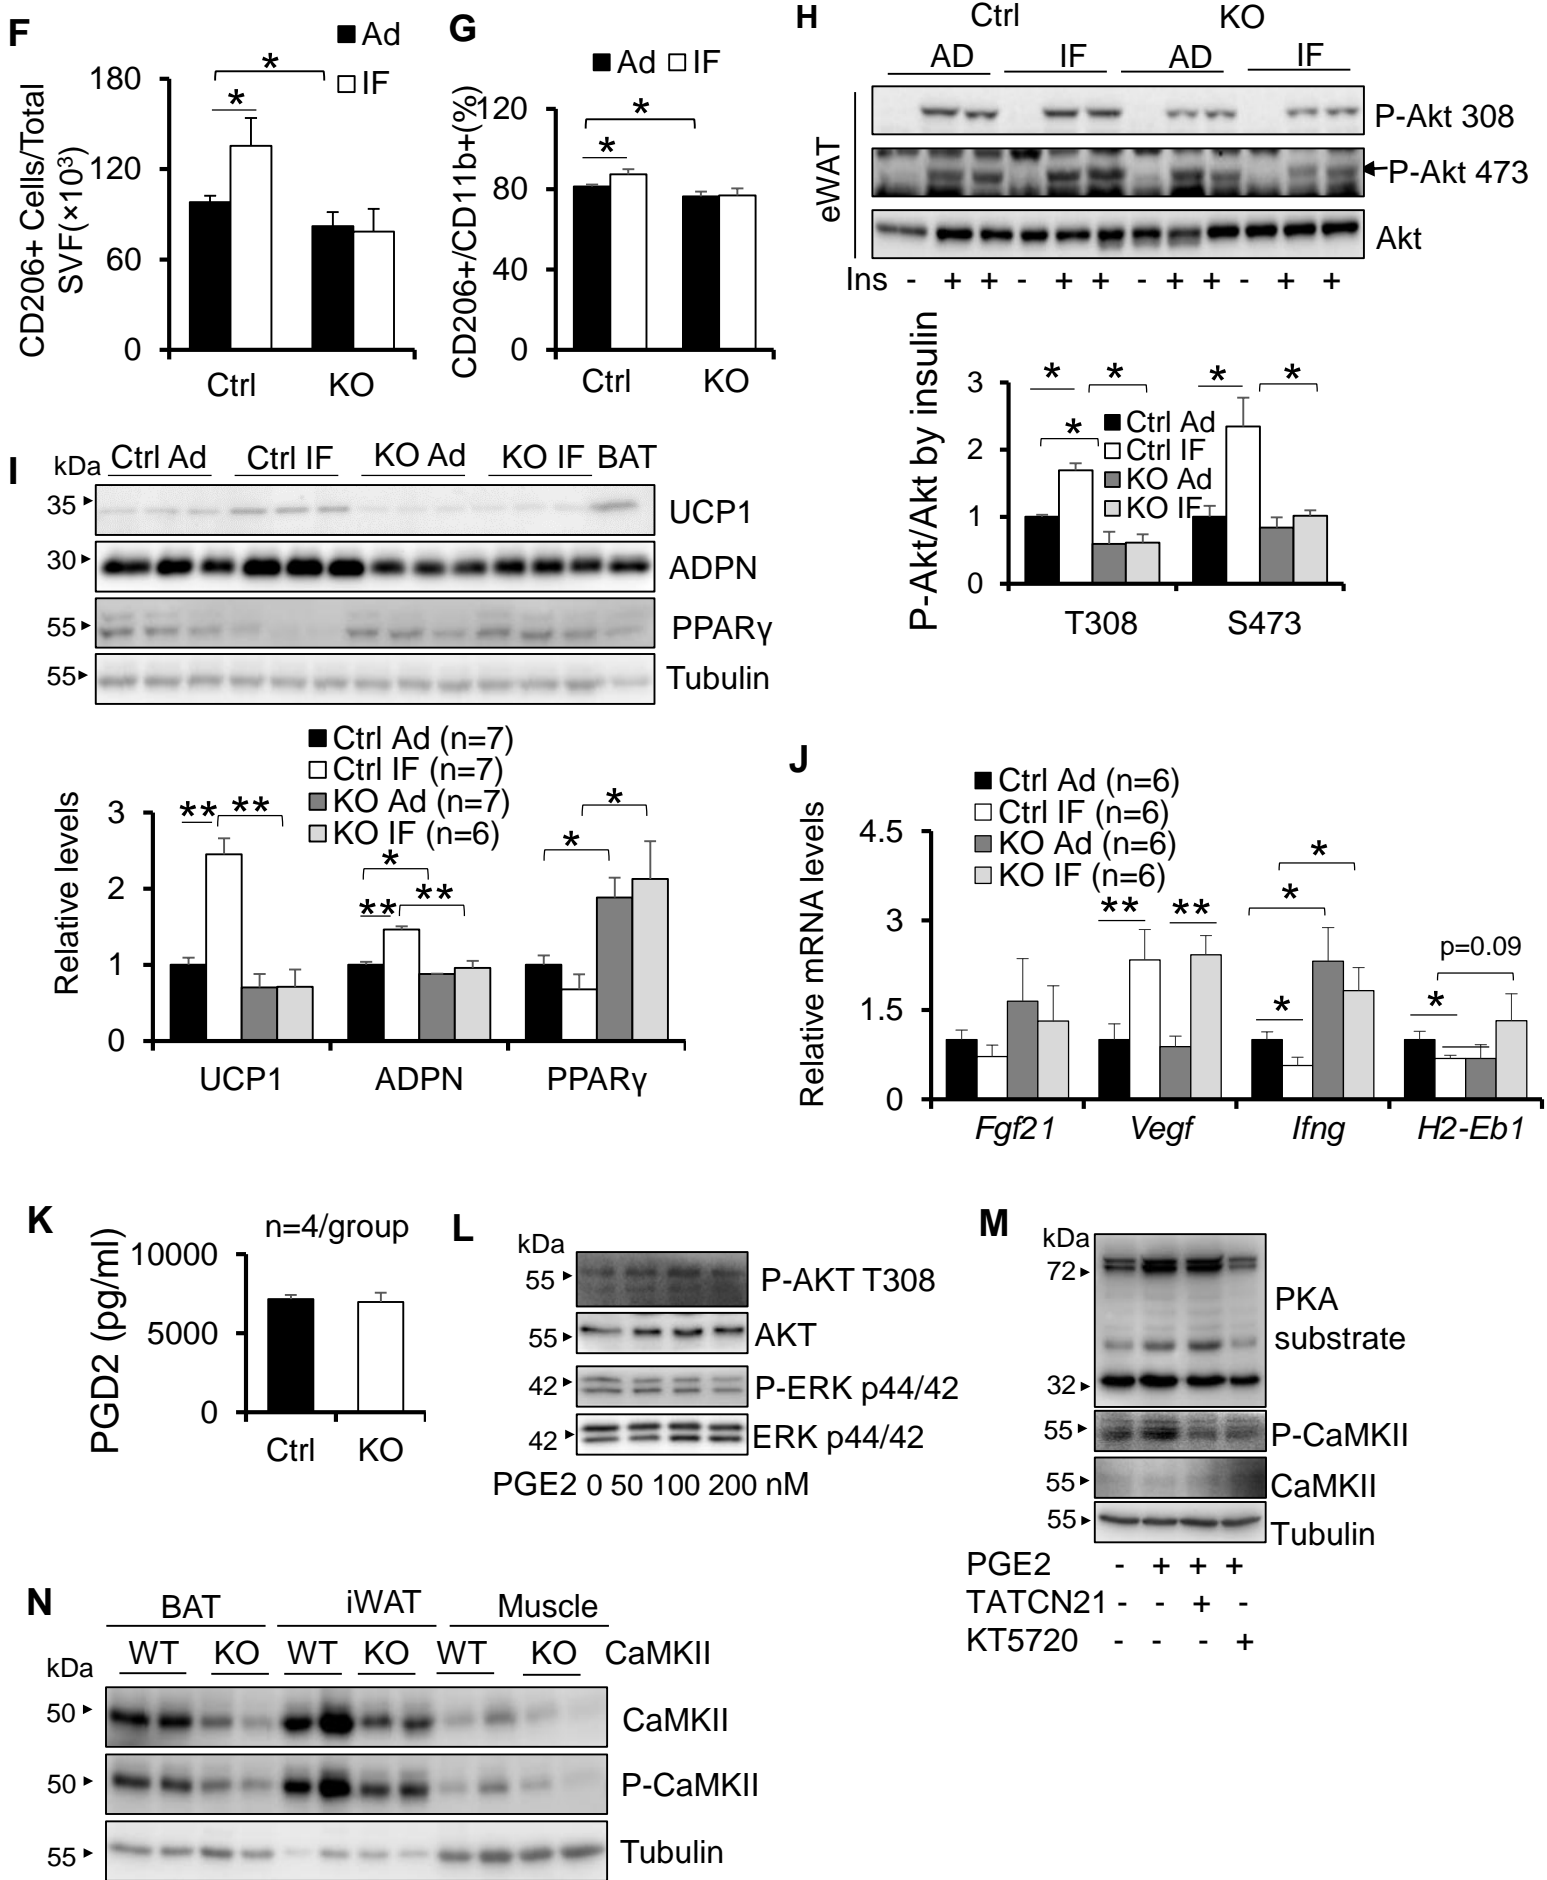 F
Ad
IF
CD206+ Cells/Total
SVF(×10³)
180
120
60
0
*
*
Ctrl KO
G
Ad IF
CD206+/CD11b+(%)
120
80
40
0
*
*
Ctrl KO
H
Ctrl KO
AD IF AD IF
eWAT
P-Akt 308
P-Akt 473
Akt
Ins - + + - + + - + + - + +
P-Akt/Akt by insulin
3
2
1
0
* * * *
*
Ctrl Ad
Ctrl IF
KO Ad
KO IF
T308 S473
I
kDa Ctrl Ad Ctrl IF KO Ad KO IF BAT
35 UCP1
30 ADPN
55 PPARγ
55 Tubulin
Ctrl Ad (n=7)
Ctrl IF (n=7)
KO Ad (n=7)
KO IF (n=6)
Relative levels
3
2
1
0
** **
*
** **
* *
UCP1 ADPN PPARγ
J
Ctrl Ad (n=6)
Ctrl IF (n=6)
KO Ad (n=6)
KO IF (n=6)
Relative mRNA levels
4.5
3
1.5
0
** **
*
*
*
p=0.09
*
Fgf21 Vegf Ifng H2-Eb1
K
n=4/group
PGD2 (pg/ml)
10000
5000
0
Ctrl KO
L
kDa
55 P-AKT T308
55 AKT
42 P-ERK p44/42
42 ERK p44/42
PGE2 0 50 100 200 nM
M
kDa
72
PKA
substrate
32
55 P-CaMKII
55 CaMKII
55 Tubulin
PGE2 - + + +
TATCN21 - - + -
KT5720 - - - +
N
BAT iWAT Muscle
WT KO WT KO WT KO CaMKII
kDa
50 CaMKII
50 P-CaMKII
55 Tubulin